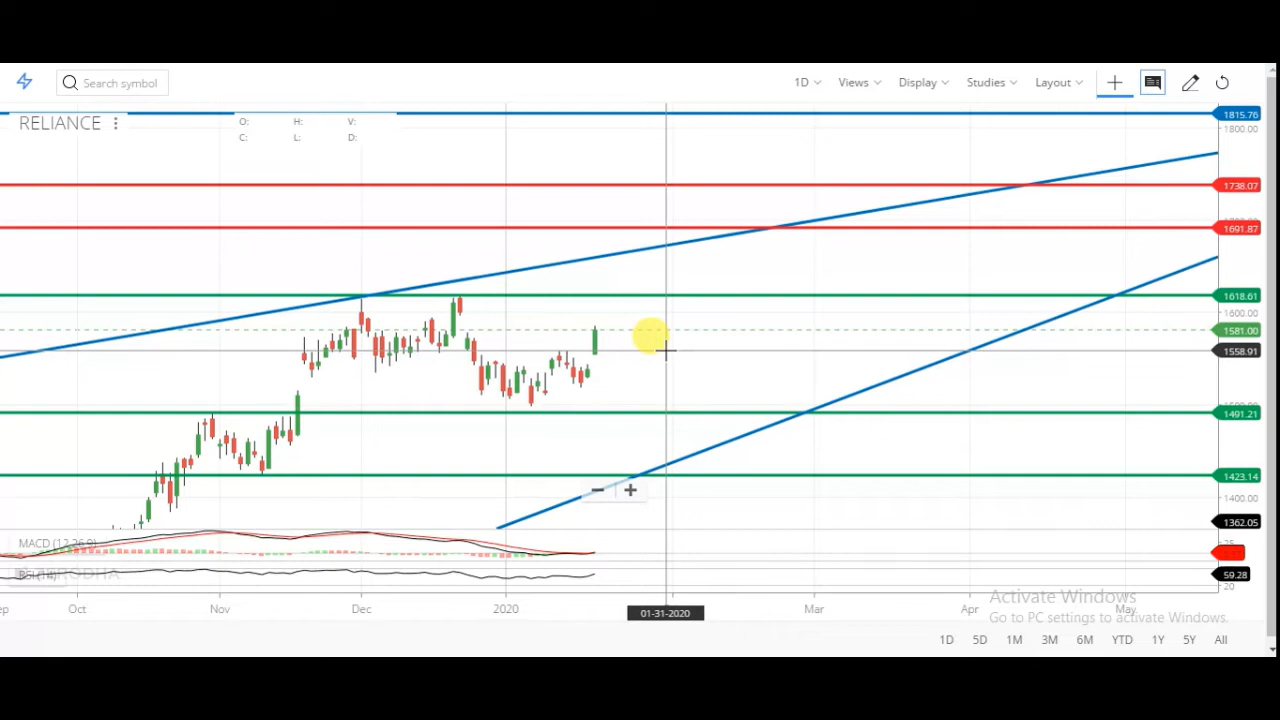 Search symbol
1D Views Display Studies Layout
RELIANCE
O: H: V:
C: L: D:
1815.76
1800.00
1738.07
1691.87
1618.61
1600.00
1581.00
1558.91
1491.21
1423.14
1400.00
1362.05
MACD (12,26,9)
59.28
20
Oct Nov Dec 2020 Mar Apr May
01-31-2020
Activate Windows
Go to PC settings to activate Windows.
1D 5D 1M 3M 6M YTD 1Y 5Y All